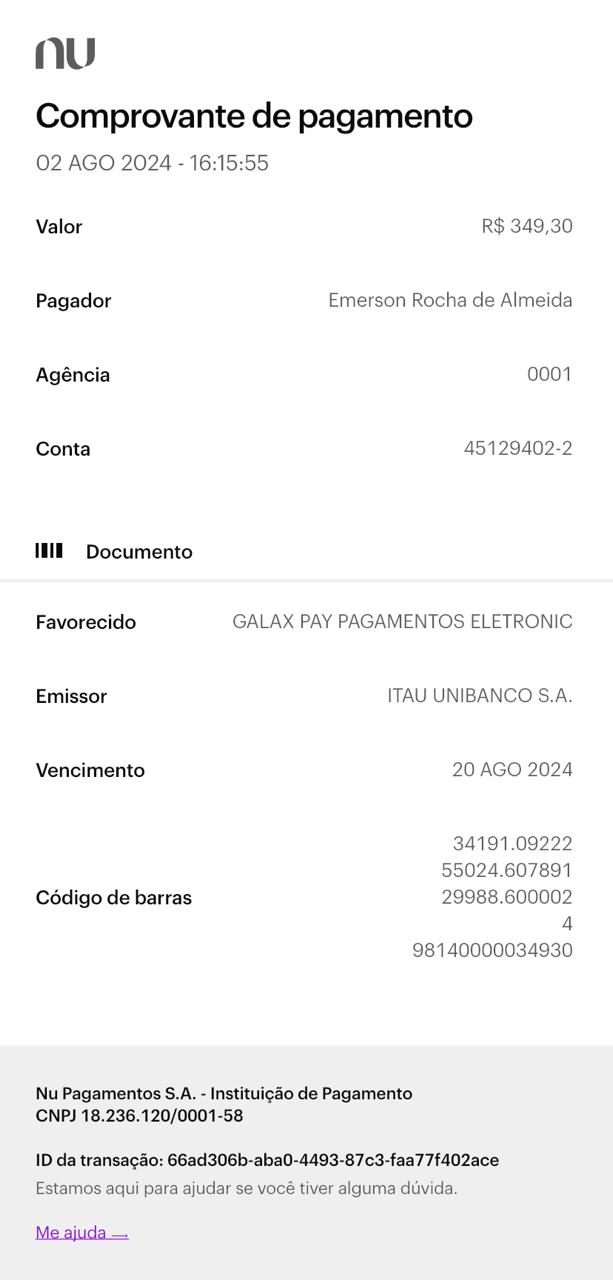 nu
Comprovante de pagamento
02 AGO 2024 - 16:15:55
Valor R$ 349,30
Pagador Emerson Rocha de Almeida
Agência 0001
Conta 45129402-2
Documento
Favorecido GALAX PAY PAGAMENTOS ELETRONIC
Emissor ITAU UNIBANCO S.A.
Vencimento 20 AGO 2024
34191.09222
55024.607891
Código de barras 29988.600002
4
98140000034930
Nu Pagamentos S.A. - Instituição de Pagamento
CNPJ 18.236.120/0001-58
ID da transação: 66ad306b-aba0-4493-87c3-faa77f402ace
Estamos aqui para ajudar se você tiver alguma dúvida.
Me ajuda